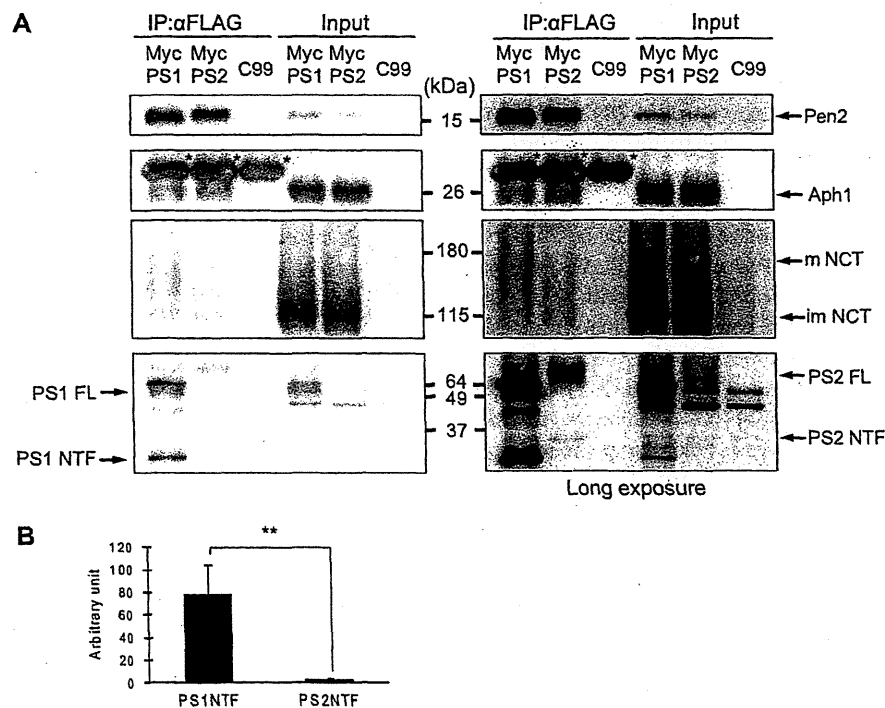 A
IP:αFLAG Input IP:αFLAG Input
Myc PS1 Myc PS2 C99 Myc PS1 Myc PS2 C99 (kDa) Myc PS1 Myc PS2 C99 Myc PS1 Myc PS2 C99
15 Pen2
* * * * * *
26 Aph1
180 m NCT
115 im NCT
PS1 FL 64 PS2 FL
49
37 PS2 NTF
PS1 NTF
Long exposure
B
**
Arbitrary unit
120
100
80
60
40
20
0
PS1NTF PS2NTF